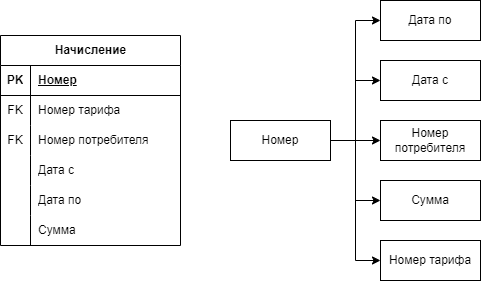 Начисление
PK Номер
FK Номер тарифа
FK Номер потребителя
Дата с
Дата по
Сумма
Номер
Дата по
Дата с
Номер
потребителя
Сумма
Номер тарифа